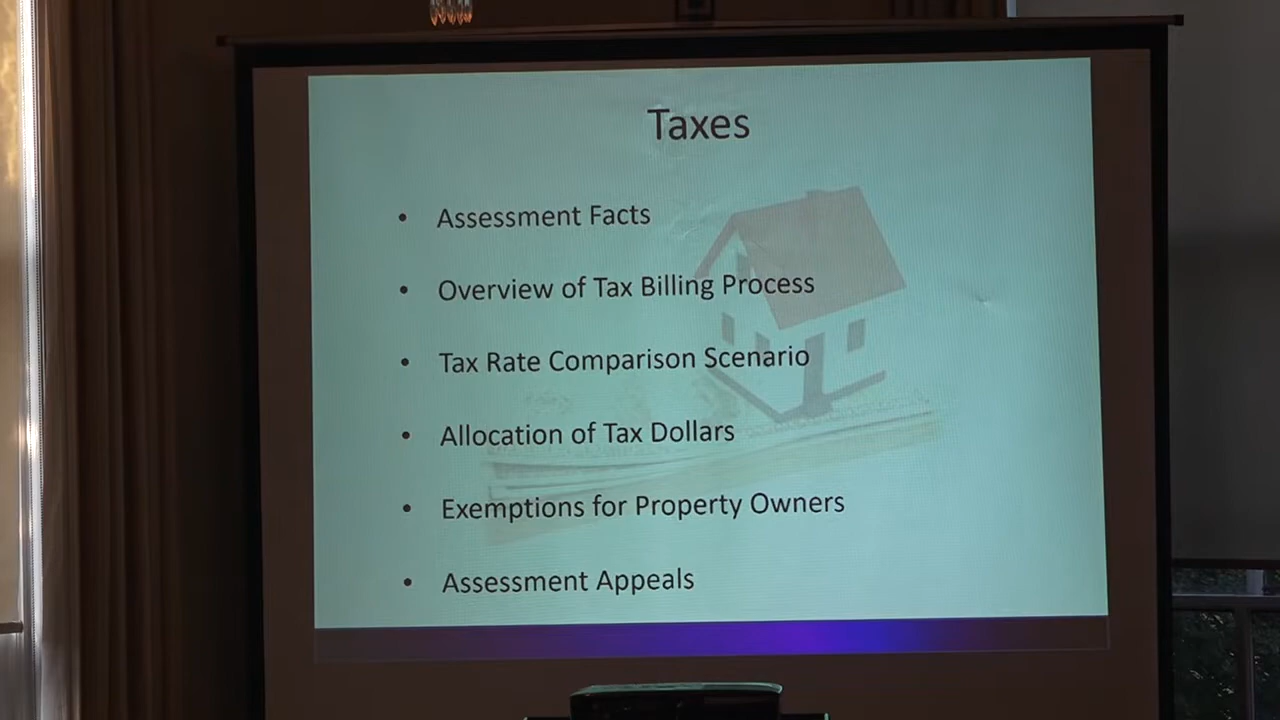 Taxes
• Assessment Facts
• Overview of Tax Billing Process
• Tax Rate Comparison Scenario
• Allocation of Tax Dollars
• Exemptions for Property Owners
• Assessment Appeals